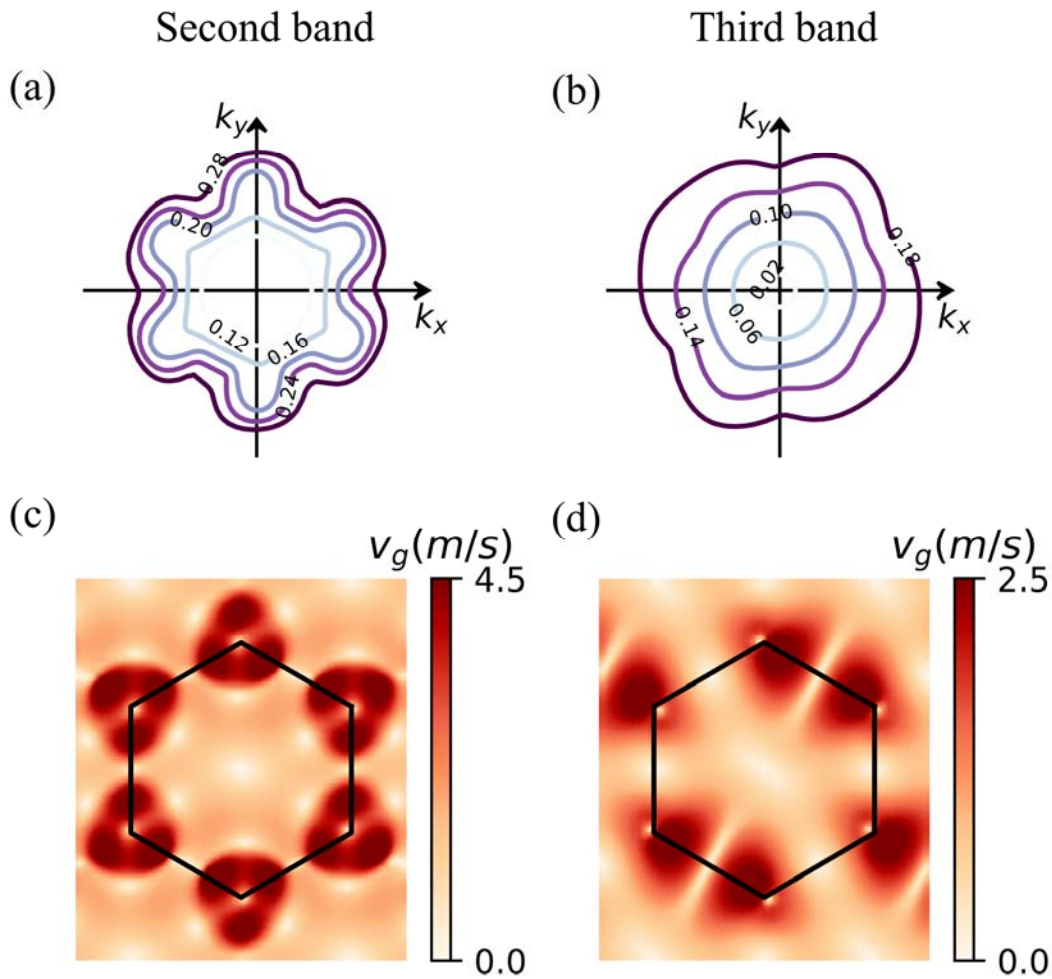 Second band
Third band
(a)
(b)
k_y
k_y
0.28
0.20
0.12
0.16
0.24
k_x
0.10
0.18
0.02
0.06
0.14
k_x
(c)
(d)
v_g(m/s)
4.5
0.0
v_g(m/s)
2.5
0.0